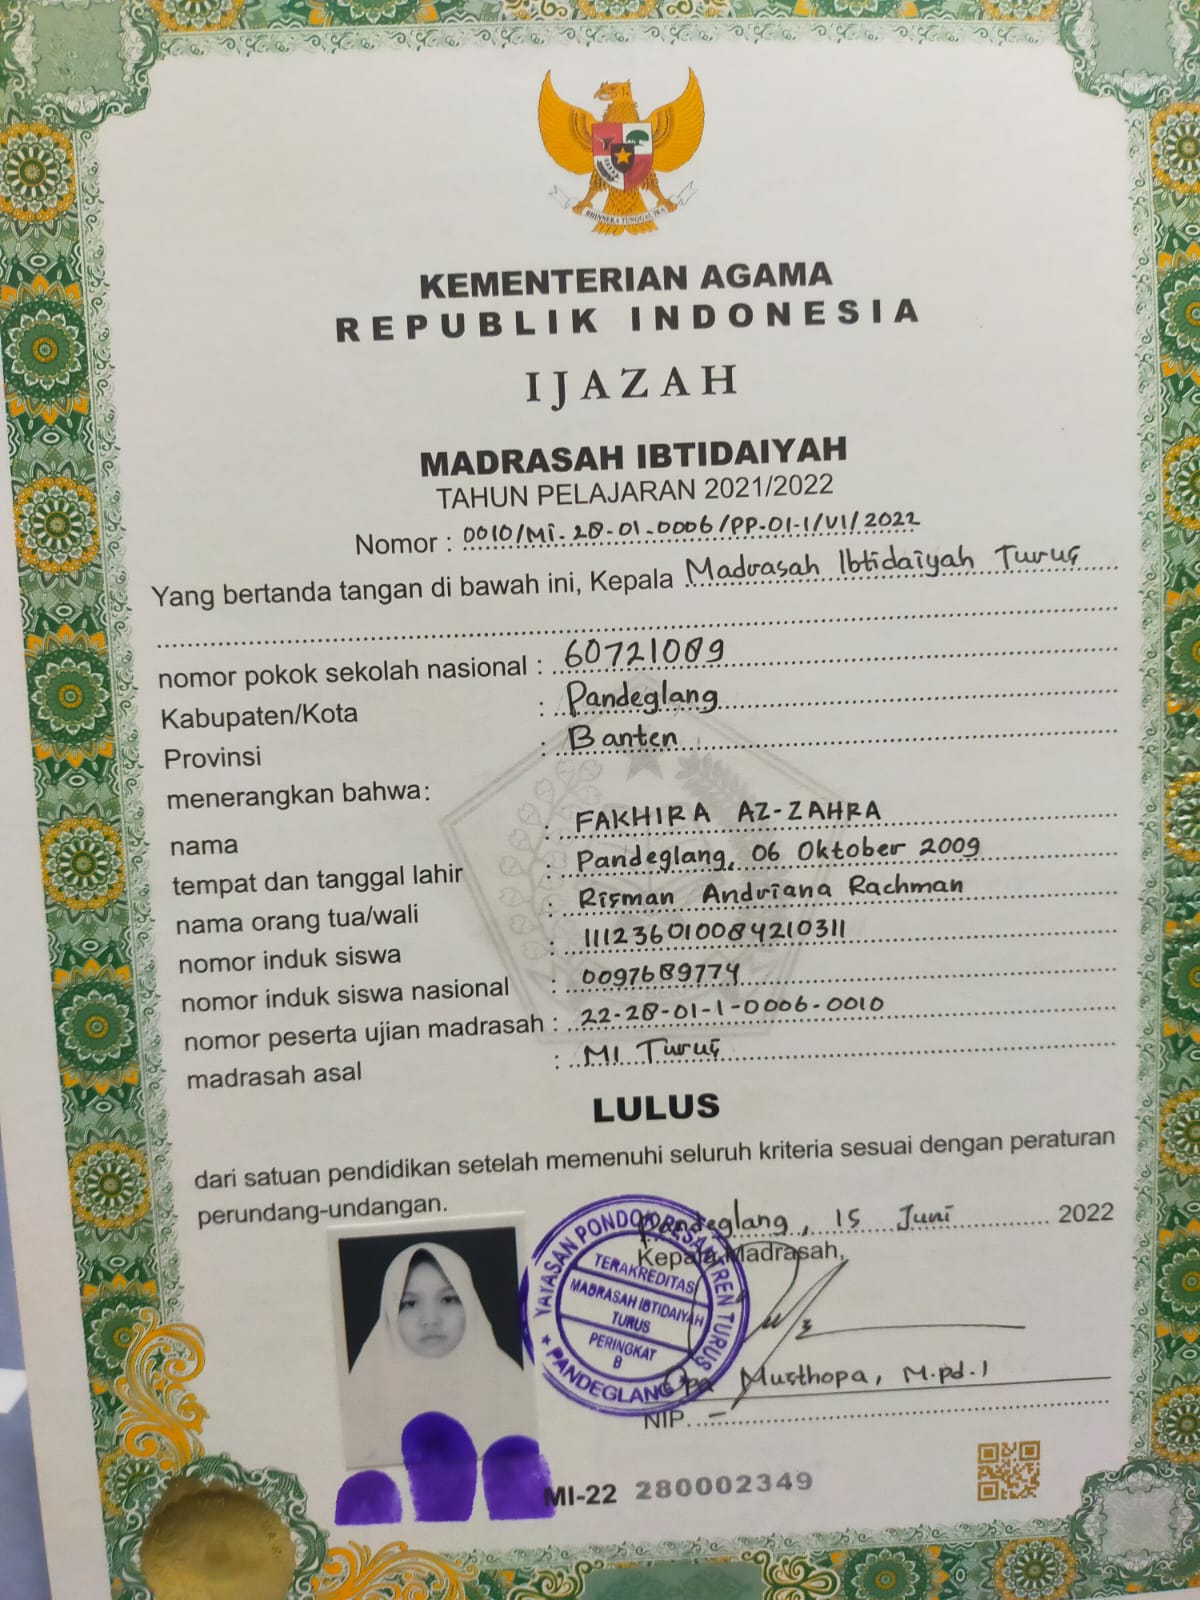 BHINNEKA TUNGGAL IKA
KEMENTERIAN AGAMA
REPUBLIK INDONESIA
IJAZAH
MADRASAH IBTIDAIYAH
TAHUN PELAJARAN 2021/2022
Nomor : 0010/Mi-28-01-0006/PP-01-1/VI/2022
Yang bertanda tangan di bawah ini, Kepala Madrasah Ibtidaiyah Turus
nomor pokok sekolah nasional : 60721089
Kabupaten/Kota : Pandeglang
Provinsi : Banten
menerangkan bahwa:
nama : FAKHIRA AZ-ZAHRA
tempat dan tanggal lahir : Pandeglang, 06 Oktober 2009
nama orang tua/wali : Risman Andriana Rachman
nomor induk siswa : 111236010084210311
nomor induk siswa nasional : 0097689774
nomor peserta ujian madrasah : 22-28-01-1-0006-0010
madrasah asal : MI Turus
LULUS
dari satuan pendidikan setelah memenuhi seluruh kriteria sesuai dengan peraturan
perundang-undangan.
Pandeglang, 15 Juni 2022
Kepala Madrasah,
YAYASAN PONDOK PESANTREN TURUS
TERAKREDITAS
MADRASAH IBTIDAIYAH
TURUS
PERINGKAT
B
* PANDEGLANG *
Opa Musthopa, M.pd.I
NIP. -
MI-22 280002349